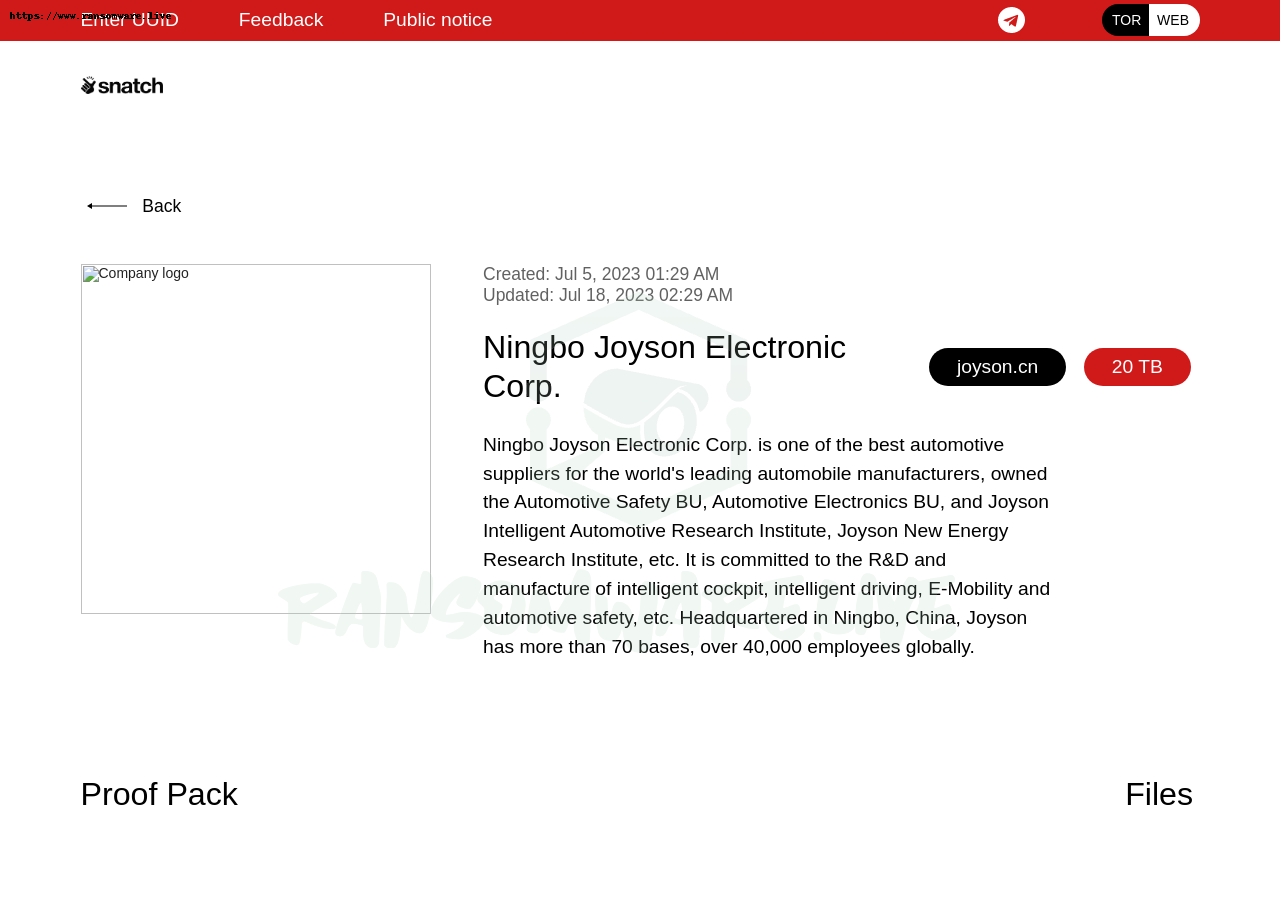 https://www.ransomware.live
Enter UUID Feedback Public notice TOR WEB
snatch
Back
Company logo
Created: Jul 5, 2023 01:29 AM
Updated: Jul 18, 2023 02:29 AM
Ningbo Joyson Electronic
Corp.
joyson.cn 20 TB
Ningbo Joyson Electronic Corp. is one of the best automotive
suppliers for the world's leading automobile manufacturers, owned
the Automotive Safety BU, Automotive Electronics BU, and Joyson
Intelligent Automotive Research Institute, Joyson New Energy
Research Institute, etc. It is committed to the R&D and
manufacture of intelligent cockpit, intelligent driving, E-Mobility and
automotive safety, etc. Headquartered in Ningbo, China, Joyson
has more than 70 bases, over 40,000 employees globally.
RANSOMWARE.LIVE
Proof Pack Files